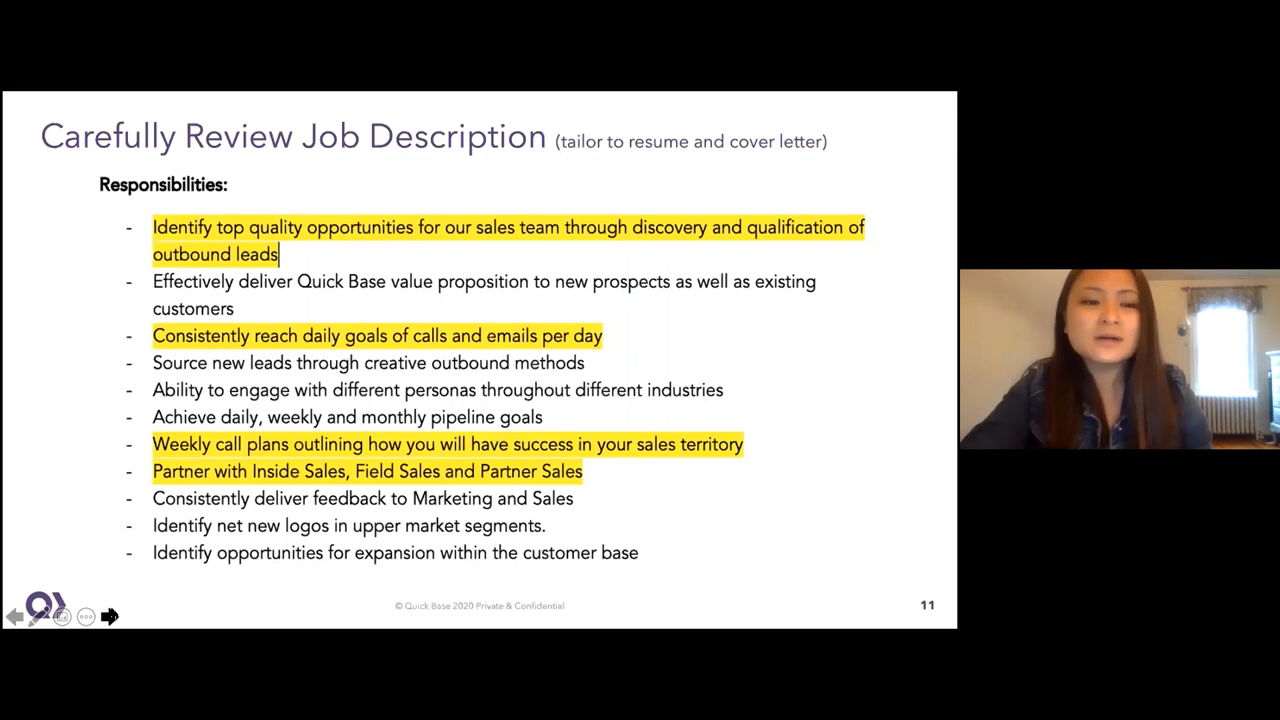 Carefully Review Job Description (tailor to resume and cover letter)
Responsibilities:
- Identify top quality opportunities for our sales team through discovery and qualification of
outbound leads
- Effectively deliver Quick Base value proposition to new prospects as well as existing
customers
- Consistently reach daily goals of calls and emails per day
- Source new leads through creative outbound methods
- Ability to engage with different personas throughout different industries
- Achieve daily, weekly and monthly pipeline goals
- Weekly call plans outlining how you will have success in your sales territory
- Partner with Inside Sales, Field Sales and Partner Sales
- Consistently deliver feedback to Marketing and Sales
- Identify net new logos in upper market segments.
- Identify opportunities for expansion within the customer base
© Quick Base 2020 Private & Confidential
11